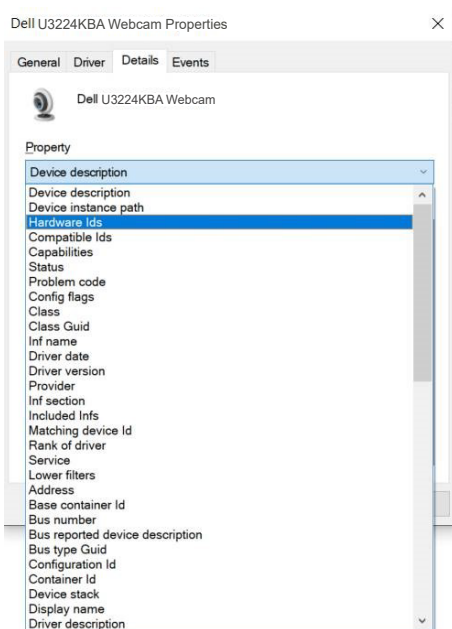 Dell U3224KBA Webcam Properties
General Driver Details Events
Dell U3224KBA Webcam
Property
Device description
Device description
Device instance path
Hardware Ids
Compatible Ids
Capabilities
Status
Problem code
Config flags
Class
Class Guid
Inf name
Driver date
Driver version
Provider
Inf section
Included Infs
Matching device Id
Rank of driver
Service
Lower filters
Address
Base container Id
Bus number
Bus reported device description
Bus type Guid
Configuration Id
Container Id
Device stack
Display name
Driver description